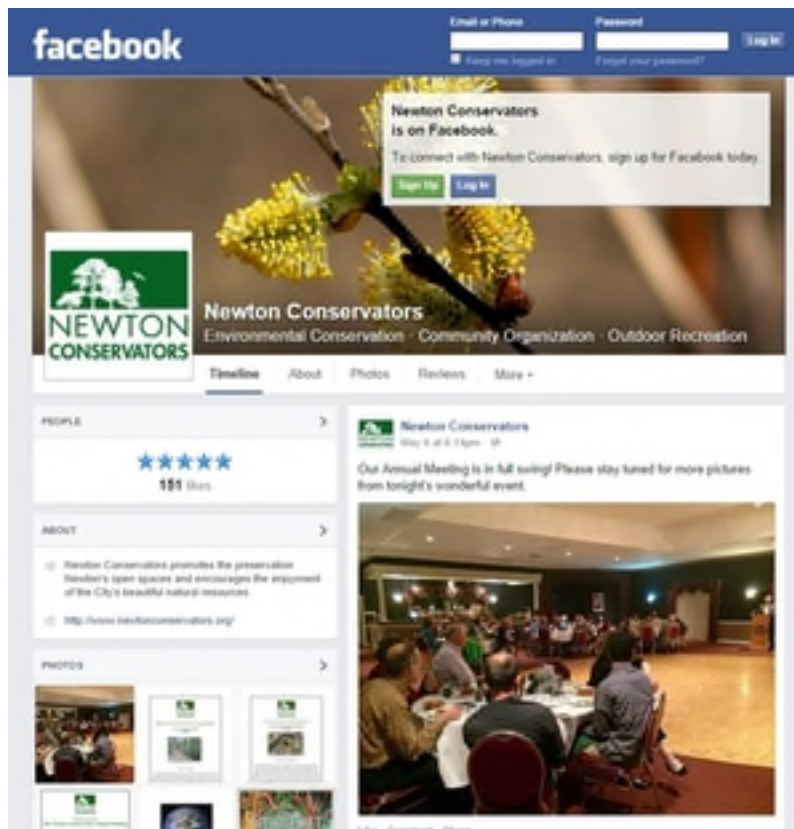 facebook
Email or Phone
Password
Log In
Keep me logged in
Forgot your password?
Newton Conservators
is on Facebook.
To connect with Newton Conservators, sign up for Facebook today.
Sign Up
Log In
NEWTON
CONSERVATORS
Newton Conservators
Environmental Conservation · Community Organization · Outdoor Recreation
Timeline
About
Photos
Reviews
More
PEOPLE
151 likes
ABOUT
Newton Conservators promotes the preservation
Newton's open spaces and encourages the enjoyment
of the City's beautiful natural resources.
http://www.newtonconservators.org/
PHOTOS
Newton Conservators
May 6 at
Our Annual Meeting is in full swing! Please stay tuned for more pictures
from tonight's wonderful event.